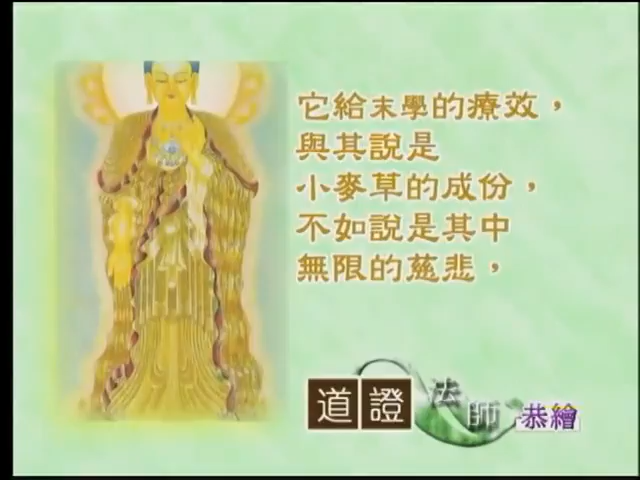 它給末學的療效，
與其說是
小麥草的成份，
不如說是其中
無限的慈悲，
道證法師恭繪